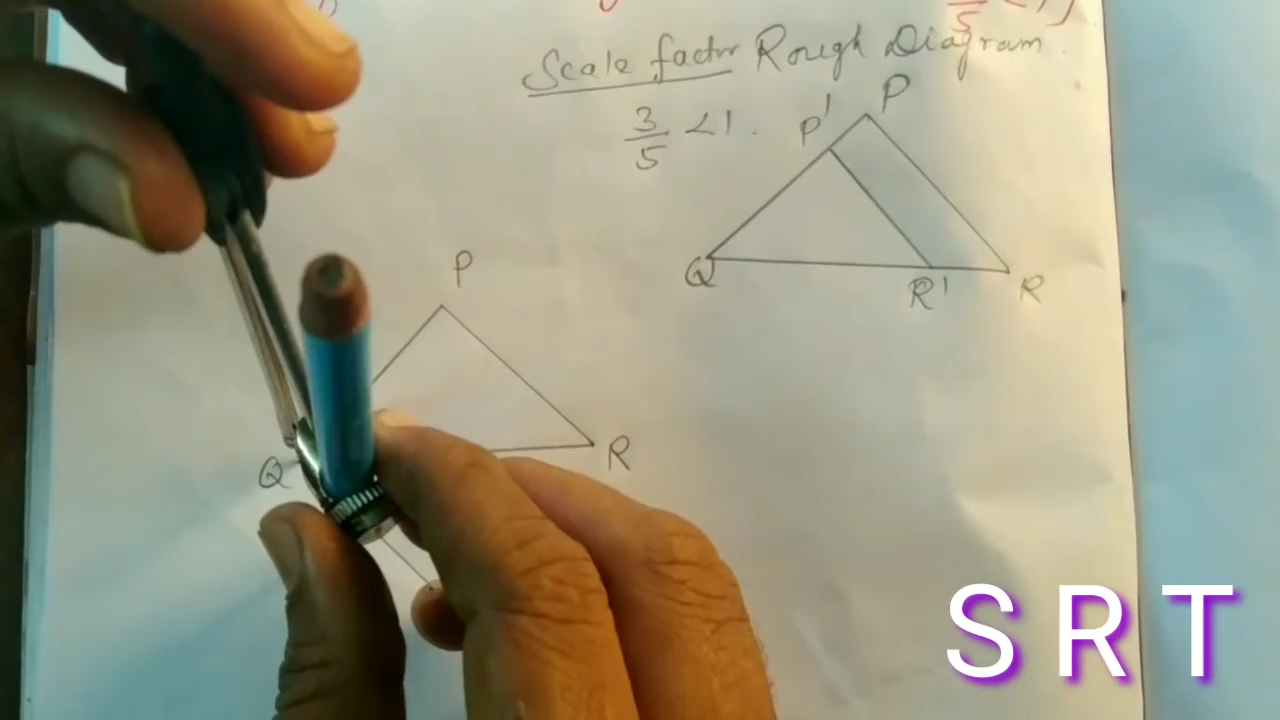 Scale factor Rough Diagram
3/5 <1.
P' P
Q R' R
P
Q R
S R T